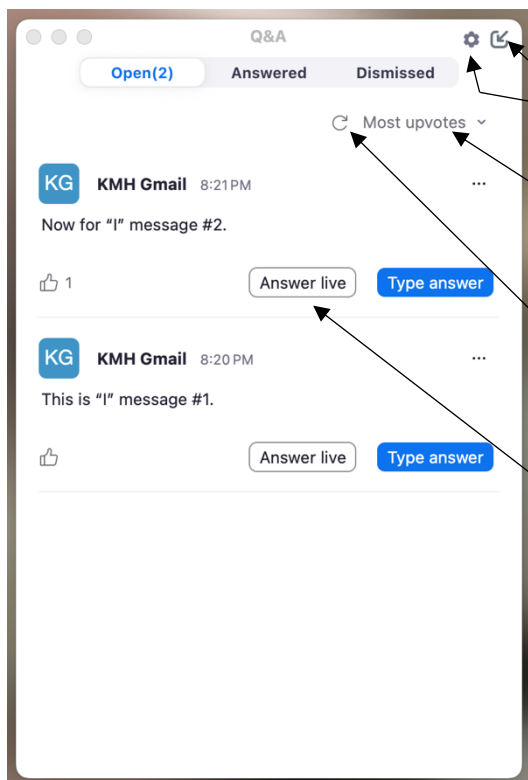 Q&A
Open(2) Answered Dismissed
Most upvotes
KG KMH Gmail 8:21 PM ...
Now for “I” message #2.
1 Answer live Type answer
KG KMH Gmail 8:20 PM ...
This is “I” message #1.
Answer live Type answer